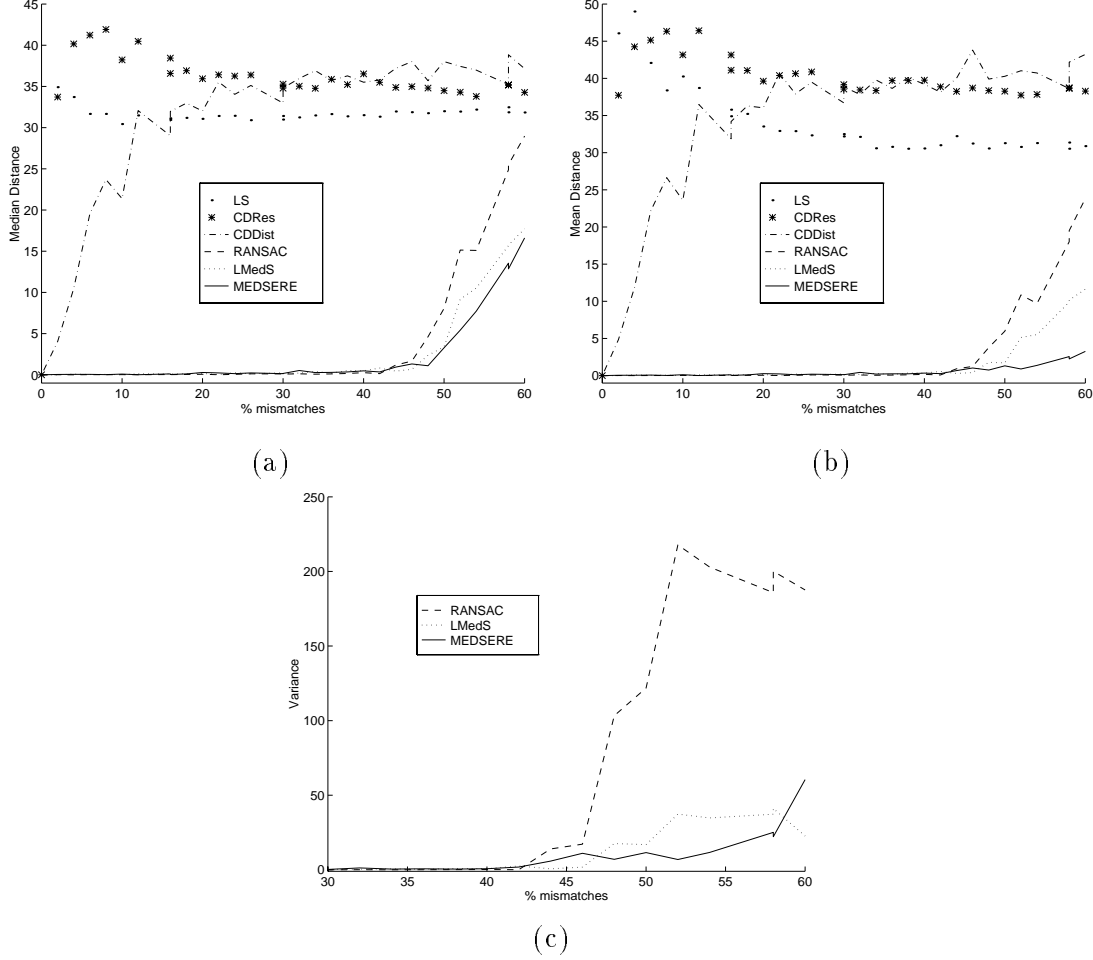 45
40
35
30
25
20
15
10
5
0
Median Distance
LS
CDRes
CDDist
RANSAC
LMedS
MEDSERE
0 10 20 30 40 50 60
% mismatches
(a)
50
45
40
35
30
25
20
15
10
5
0
Mean Distance
LS
CDRes
CDDist
RANSAC
LMedS
MEDSERE
0 10 20 30 40 50 60
% mismatches
(b)
250
200
150
100
50
0
Variance
RANSAC
LMedS
MEDSERE
30 35 40 45 50 55 60
% mismatches
(c)